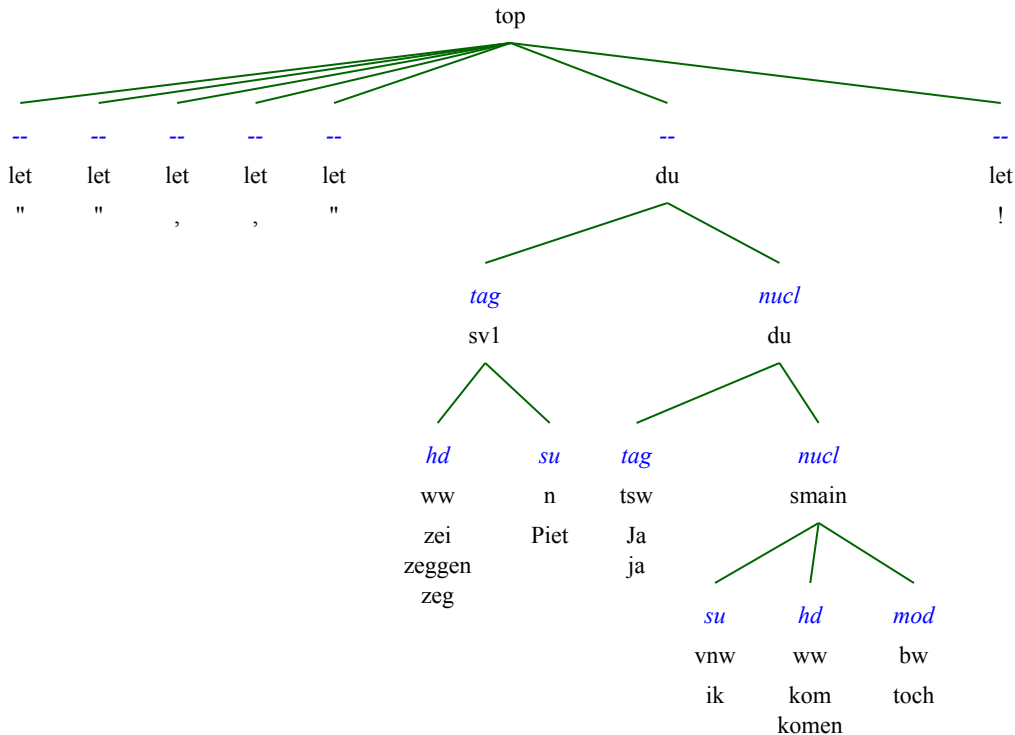 top
-- -- -- -- -- -- --
let let let let let du let
" " , , " !
tag nucl
sv1 du
hd su tag nucl
ww n tsw smain
zei Piet Ja
zeggen ja
zeg
su hd mod
vnw ww bw
ik kom toch
komen